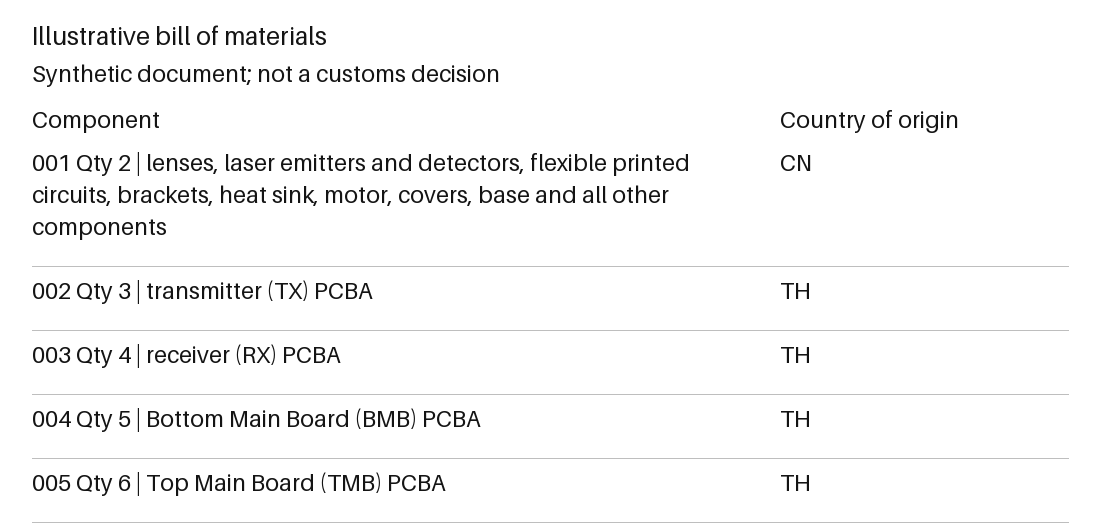 Illustrative bill of materials
Synthetic document; not a customs decision
Component Country of origin
001 Qty 2 | lenses, laser emitters and detectors, flexible printed CN
circuits, brackets, heat sink, motor, covers, base and all other
components
002 Qty 3 | transmitter (TX) PCBA TH
003 Qty 4 | receiver (RX) PCBA TH
004 Qty 5 | Bottom Main Board (BMB) PCBA TH
005 Qty 6 | Top Main Board (TMB) PCBA TH